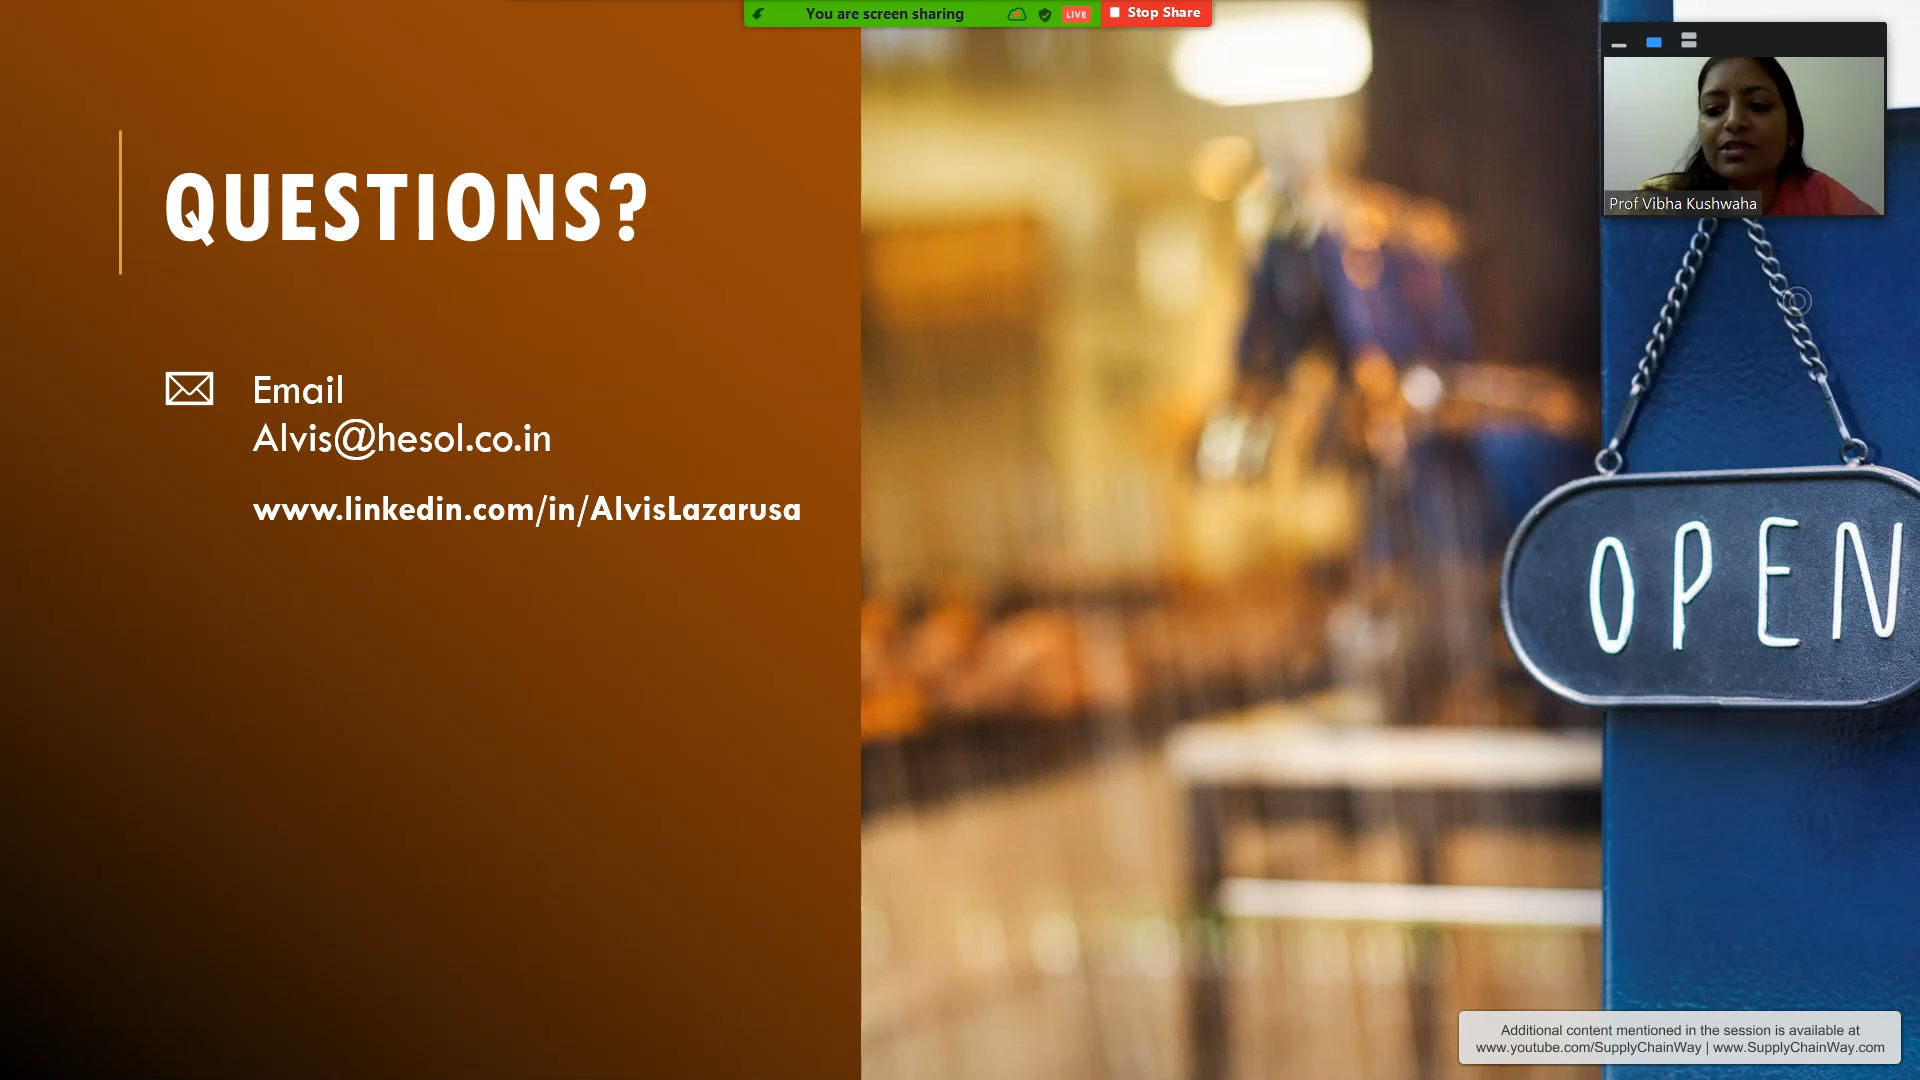 You are screen sharing
LIVE
Stop Share
Prof Vibha Kushwaha
QUESTIONS?
Email
Alvis@hesol.co.in
www.linkedin.com/in/AlvisLazarusa
OPEN
Additional content mentioned in the session is available at
www.youtube.com/SupplyChainWay | www.SupplyChainWay.com